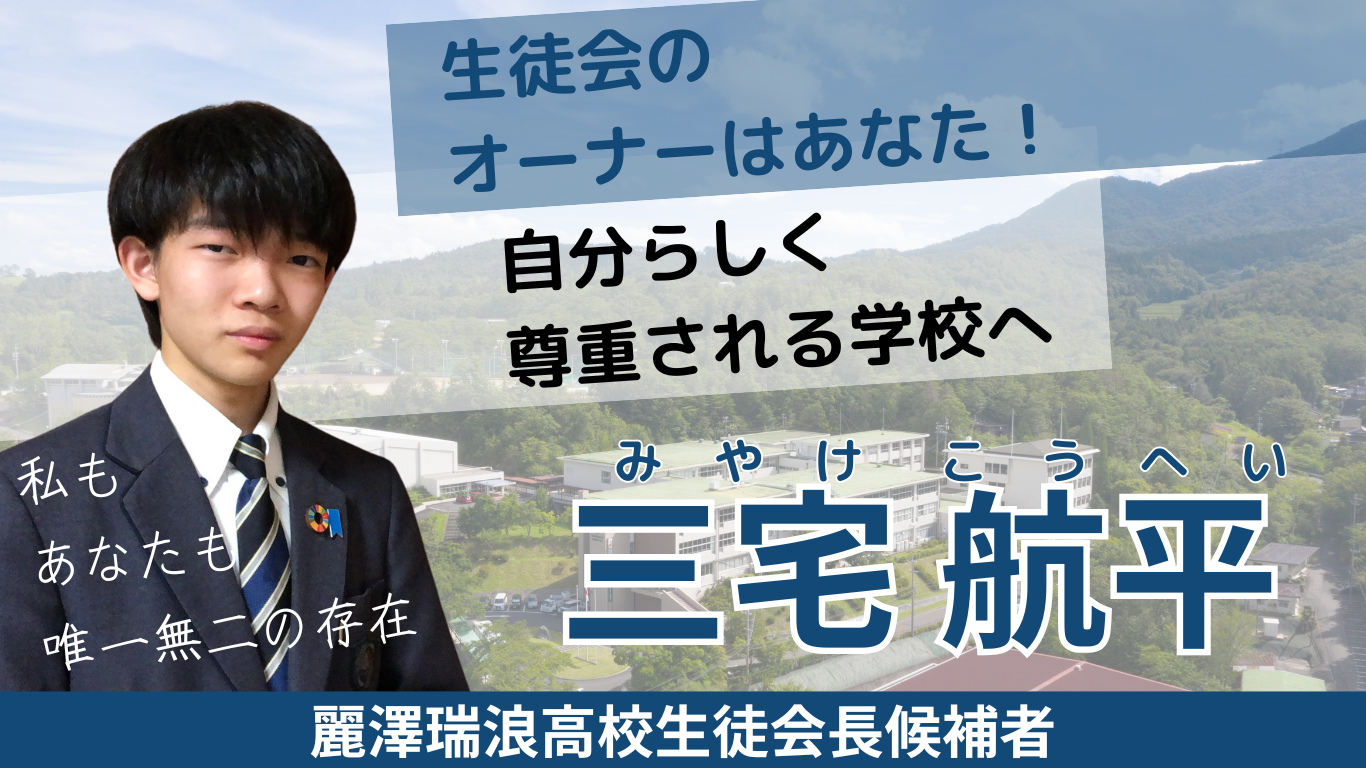 生徒会の
オーナーはあなた！
自分らしく
尊重される学校へ
私も
あなたも
唯一無二の存在
みやけ こうへい
三宅 航平
麗澤瑞浪高校生徒会長候補者